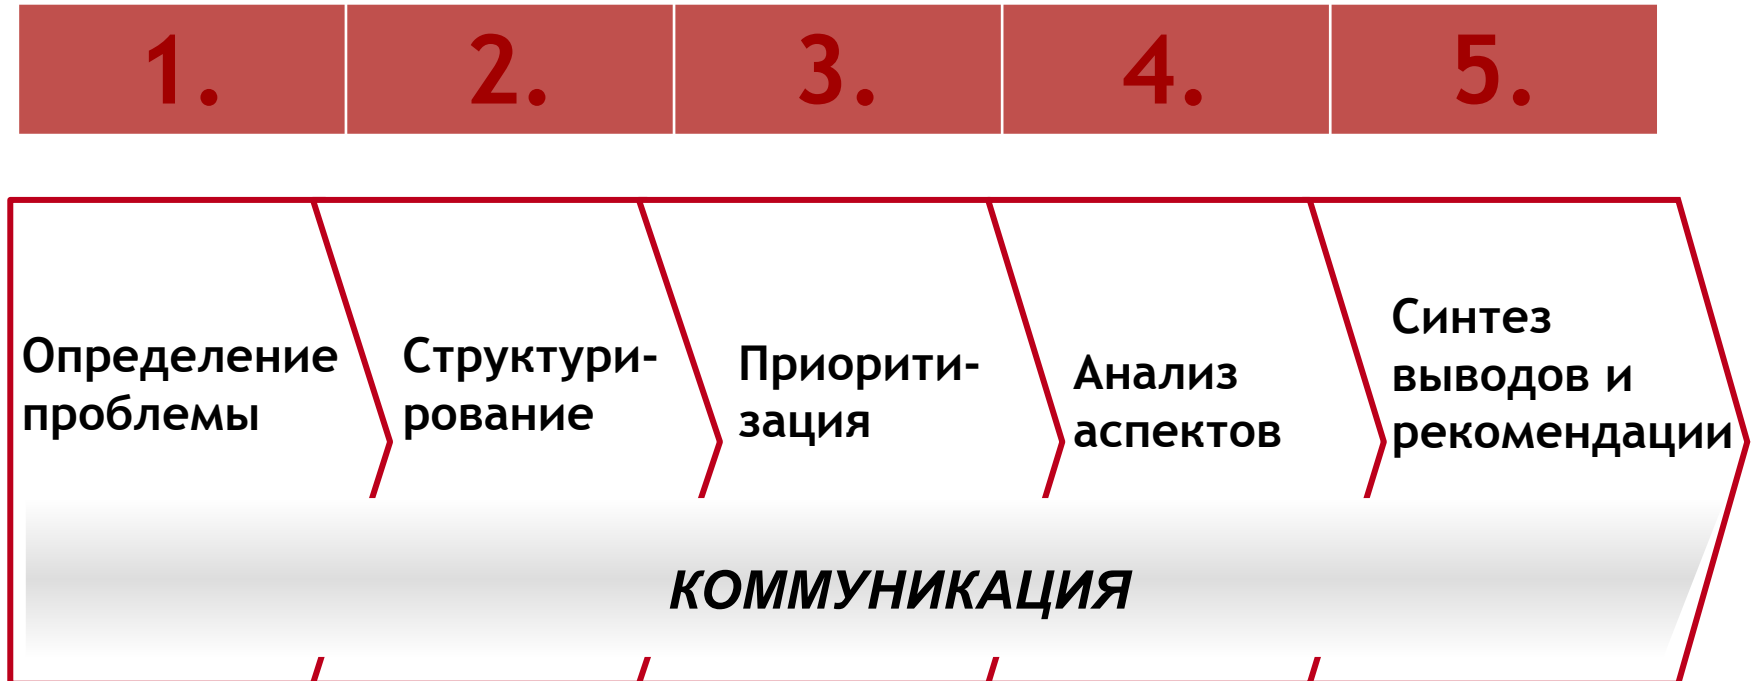 1. 2. 3. 4. 5.
Определение
проблемы
Структури-
рование
Приорити-
зация
Анализ
аспектов
Синтез
выводов и
рекомендации
КОММУНИКАЦИЯ